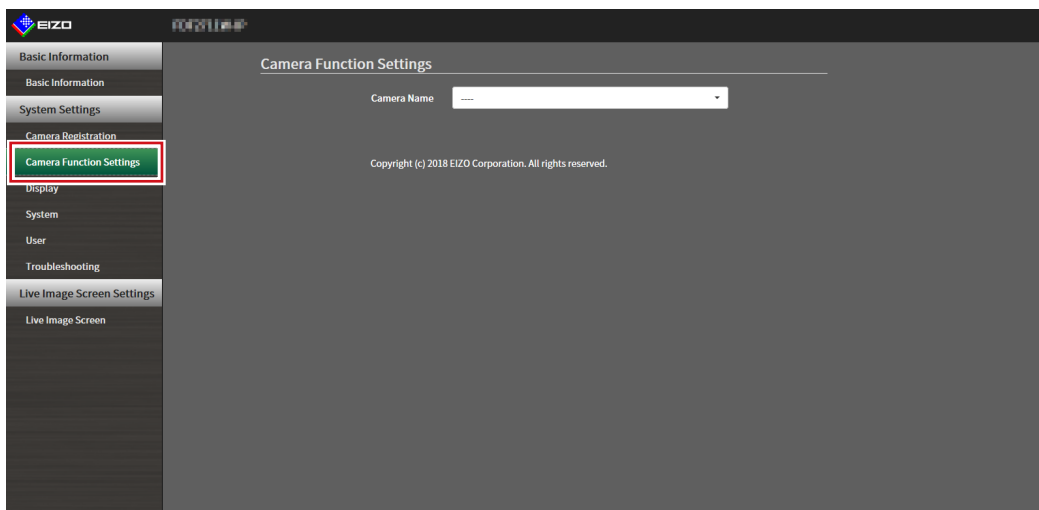 EIZO
Basic Information
Basic Information
System Settings
Camera Registration
Camera Function Settings
Display
System
User
Troubleshooting
Live Image Screen Settings
Live Image Screen
Camera Function Settings
Camera Name ----
Copyright (c) 2018 EIZO Corporation. All rights reserved.